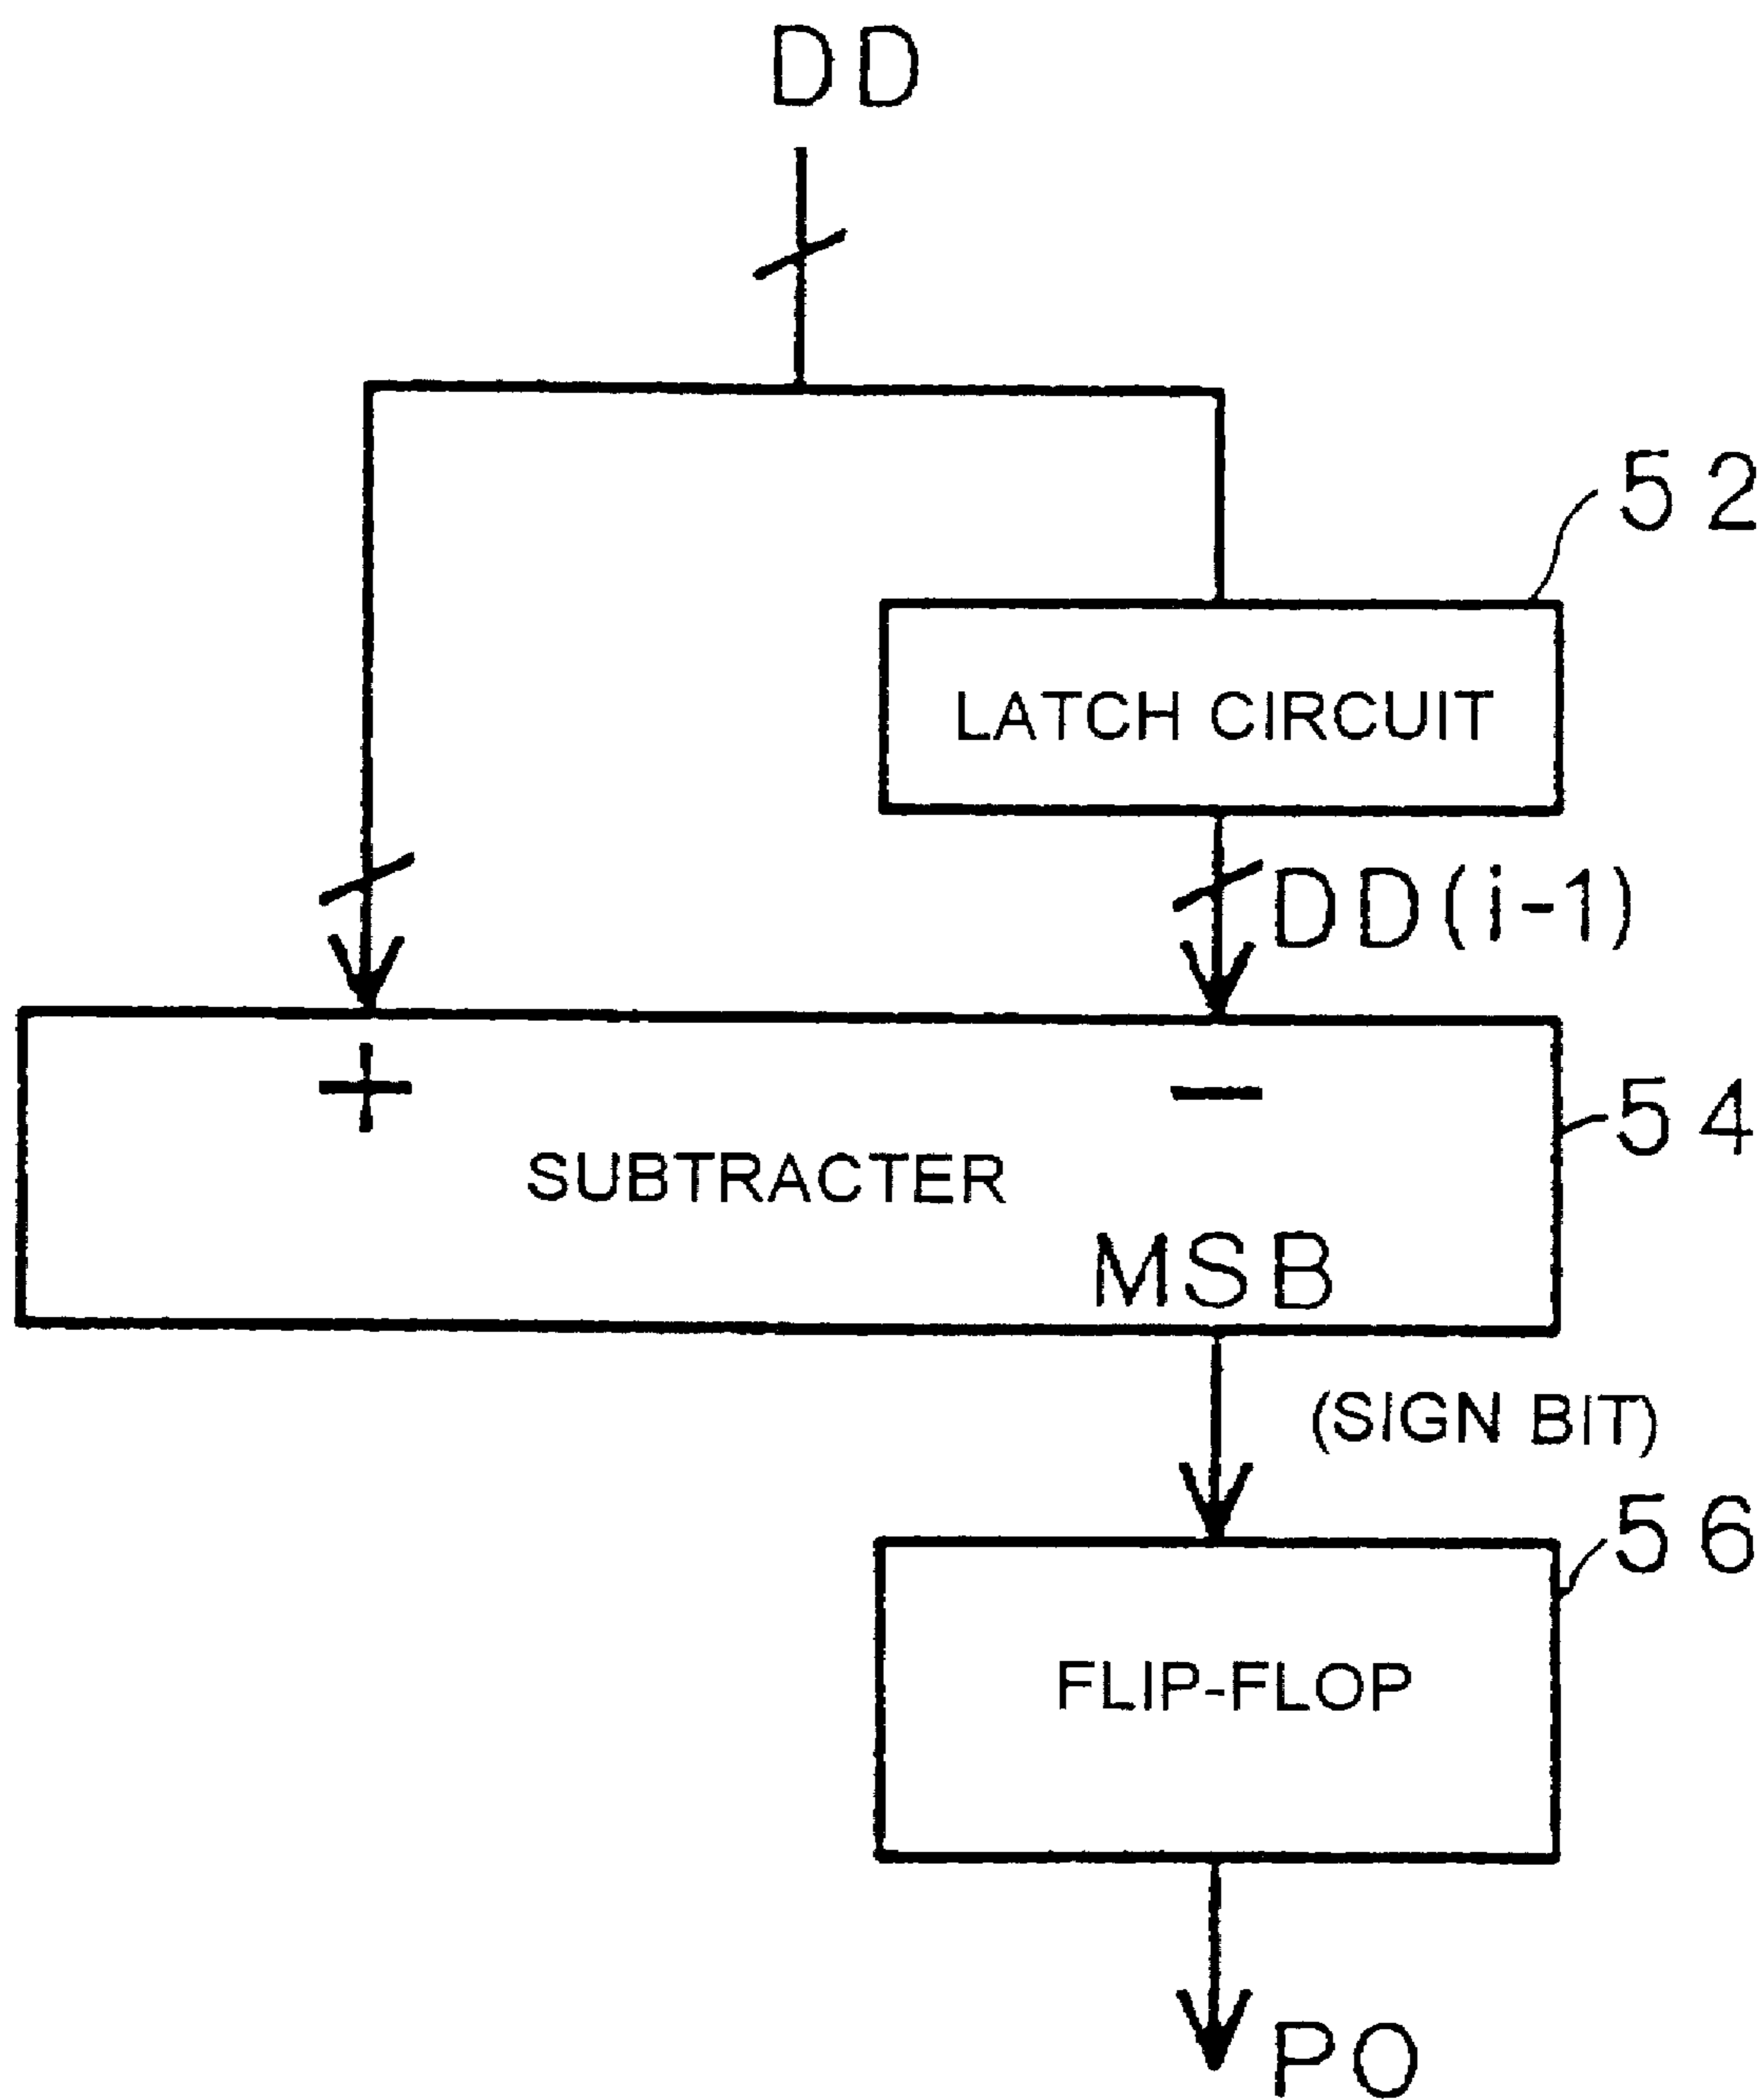 DD
52
LATCH CIRCUIT
DD(i-1)
+
−
54
SUBTRACTER
MSB
(SIGN BIT)
56
FLIP-FLOP
PO